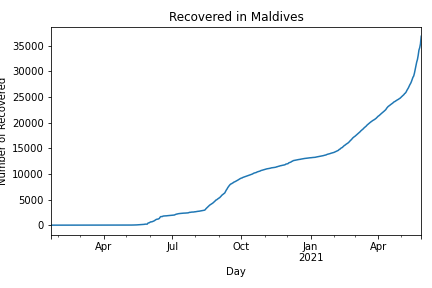 Recovered in Maldives
Number of Recovered
35000
30000
25000
20000
15000
10000
5000
0
Apr
Jul
Oct
Jan
2021
Apr
Day